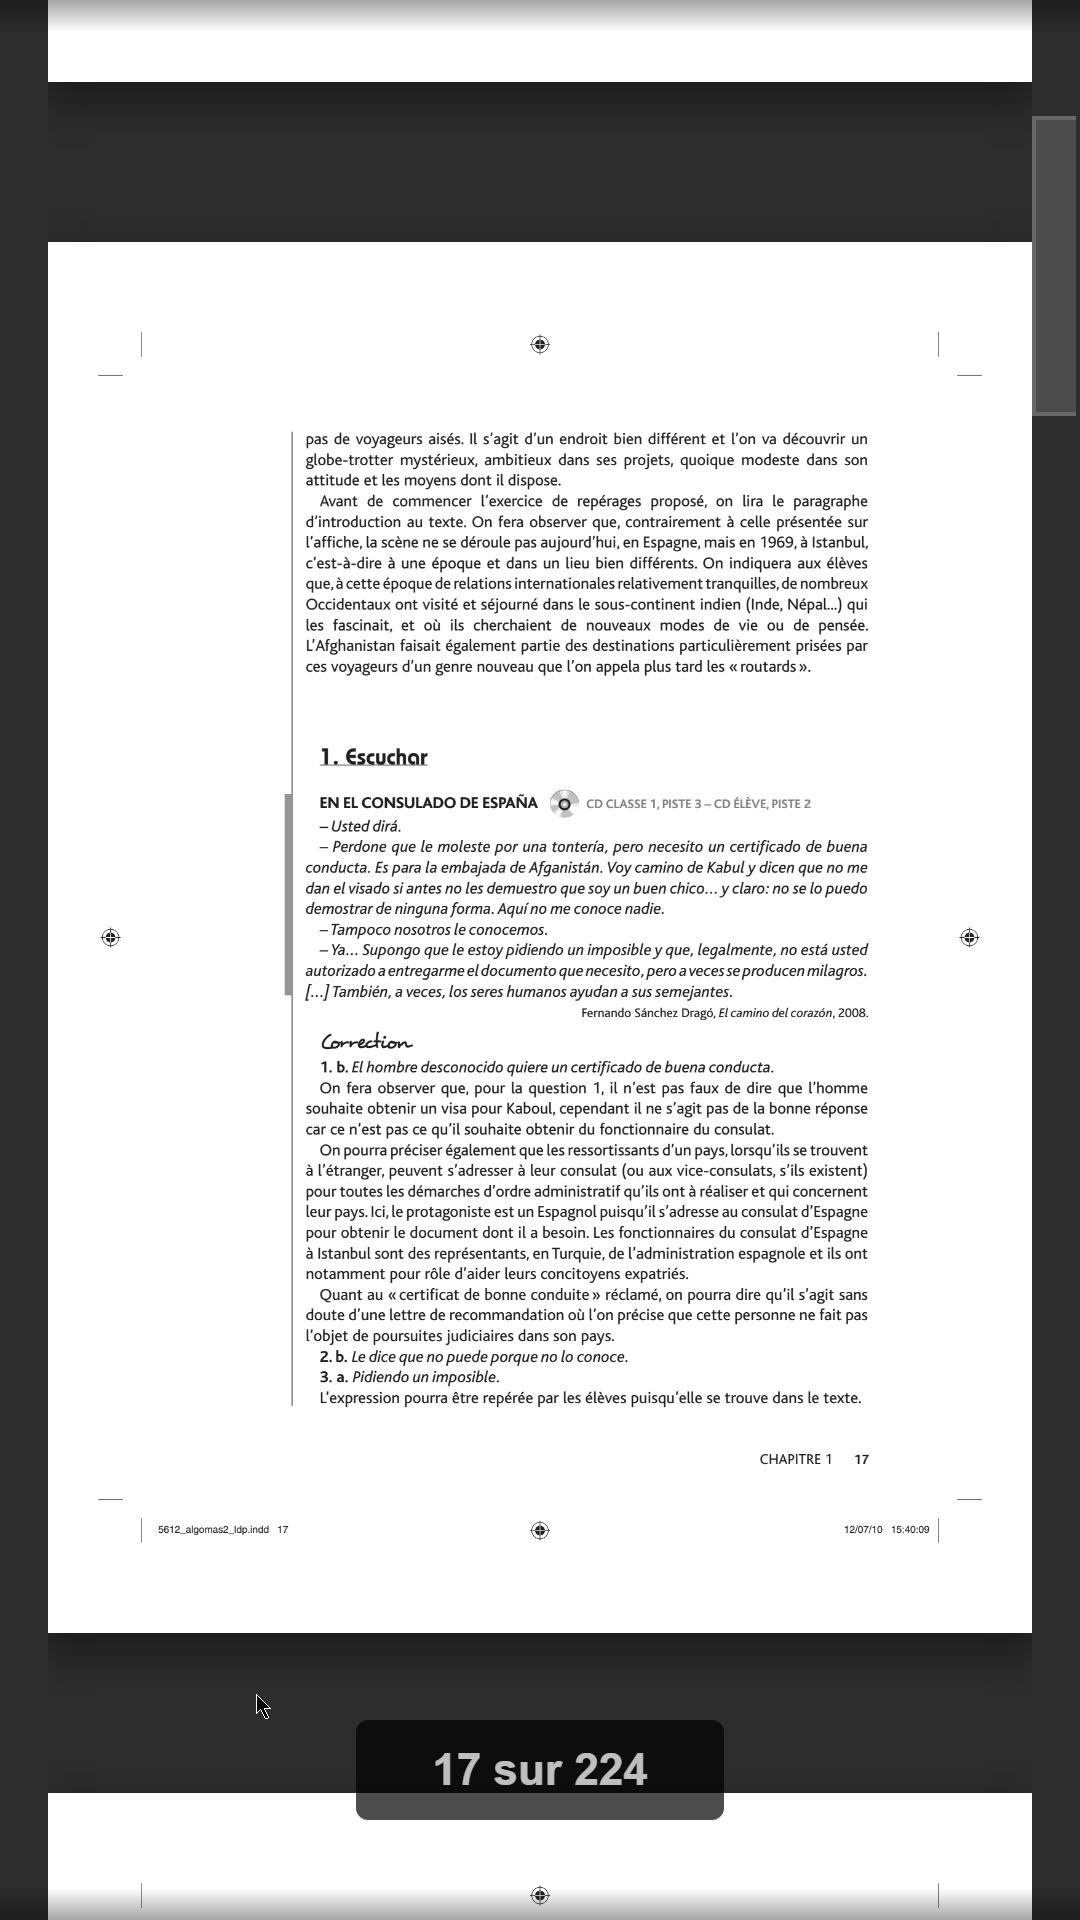 pas de voyageurs aisés. Il s’agit d’un endroit bien différent et l’on va découvrir un
globe-trotter mystérieux, ambitieux dans ses projets, quoique modeste dans son
attitude et les moyens dont il dispose.
Avant de commencer l’exercice de repérages proposé, on lira le paragraphe
d’introduction au texte. On fera observer que, contrairement à celle présentée sur
l’affiche, la scène ne se déroule pas aujourd’hui, en Espagne, mais en 1969, à Istanbul,
c’est-à-dire à une époque et dans un lieu bien différents. On indiquera aux élèves
que, à cette époque de relations internationales relativement tranquilles, de nombreux
Occidentaux ont visité et séjourné dans le sous-continent indien (Inde, Népal…) qui
les fascinait, et où ils cherchaient de nouveaux modes de vie ou de pensée.
L’Afghanistan faisait également partie des destinations particulièrement prisées par
ces voyageurs d’un genre nouveau que l’on appela plus tard les « routards ».
1. Escuchar
EN EL CONSULADO DE ESPAÑA CD CLASSE 1, PISTE 3 – CD ÉLÈVE, PISTE 2
– Usted dirá.
– Perdone que le moleste por una tontería, pero necesito un certificado de buena
conducta. Es para la embajada de Afganistán. Voy camino de Kabul y dicen que no me
dan el visado si antes no les demuestro que soy un buen chico… y claro: no se lo puedo
demostrar de ninguna forma. Aquí no me conoce nadie.
– Tampoco nosotros le conocemos.
– Ya… Supongo que le estoy pidiendo un imposible y que, legalmente, no está usted
autorizado a entregarme el documento que necesito, pero a veces se producen milagros.
[…] También, a veces, los seres humanos ayudan a sus semejantes.
Fernando Sánchez Dragó, El camino del corazón, 2008.
Correction
1. b. El hombre desconocido quiere un certificado de buena conducta.
On fera observer que, pour la question 1, il n’est pas faux de dire que l’homme
souhaite obtenir un visa pour Kaboul, cependant il ne s’agit pas de la bonne réponse
car ce n’est pas ce qu’il souhaite obtenir du fonctionnaire du consulat.
On pourra préciser également que les ressortissants d’un pays, lorsqu’ils se trouvent
à l’étranger, peuvent s’adresser à leur consulat (ou aux vice-consulats, s’ils existent)
pour toutes les démarches d’ordre administratif qu’ils ont à réaliser et qui concernent
leur pays. Ici, le protagoniste est un Espagnol puisqu’il s’adresse au consulat d’Espagne
pour obtenir le document dont il a besoin. Les fonctionnaires du consulat d’Espagne
à Istanbul sont des représentants, en Turquie, de l’administration espagnole et ils ont
notamment pour rôle d’aider leurs concitoyens expatriés.
Quant au « certificat de bonne conduite » réclamé, on pourra dire qu’il s’agit sans
doute d’une lettre de recommandation où l’on précise que cette personne ne fait pas
l’objet de poursuites judiciaires dans son pays.
2. b. Le dice que no puede porque no lo conoce.
3. a. Pidiendo un imposible.
L’expression pourra être repérée par les élèves puisqu’elle se trouve dans le texte.
CHAPITRE 1 17
5612_algomas2_ldp.indd 17 12/07/10 15:40:09
17 sur 224